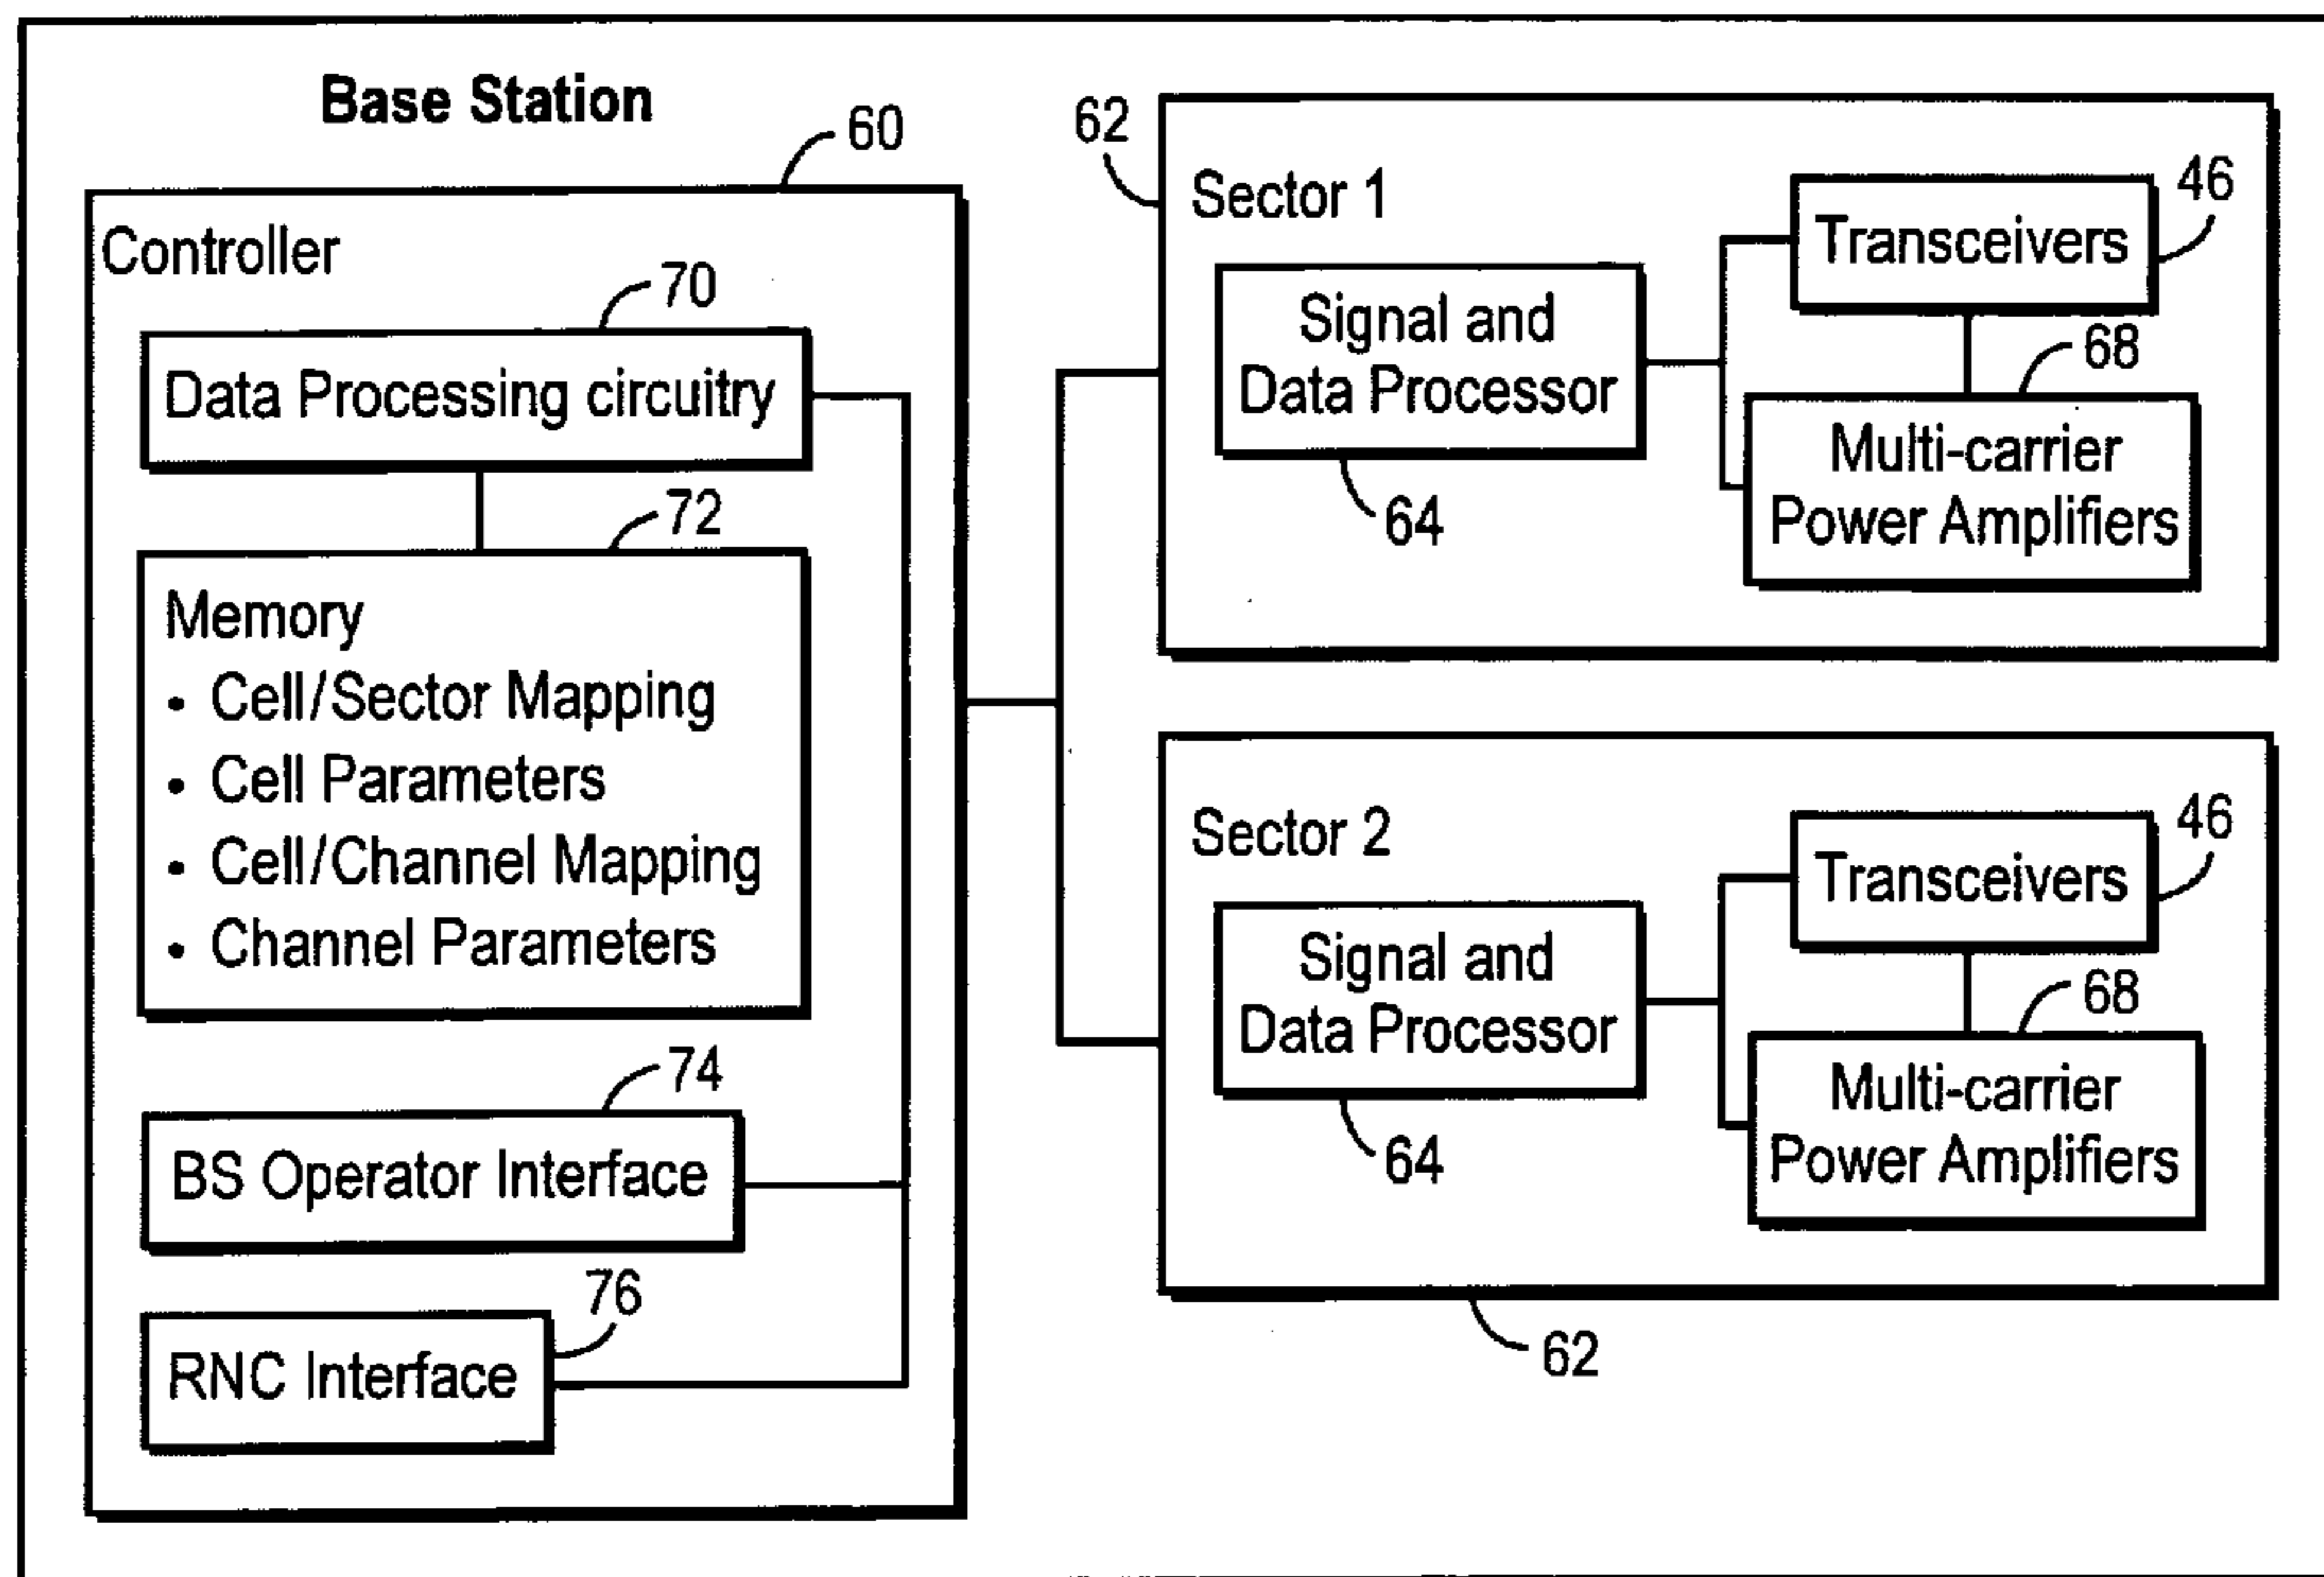 Base Station
60
Controller
70
Data Processing circuitry
72
Memory
• Cell/Sector Mapping
• Cell Parameters
• Cell/Channel Mapping
• Channel Parameters
74
BS Operator Interface
76
RNC Interface
62
Sector 1
46
Transceivers
Signal and
Data Processor
64
68
Multi-carrier
Power Amplifiers
Sector 2
46
Transceivers
Signal and
Data Processor
64
68
Multi-carrier
Power Amplifiers
62